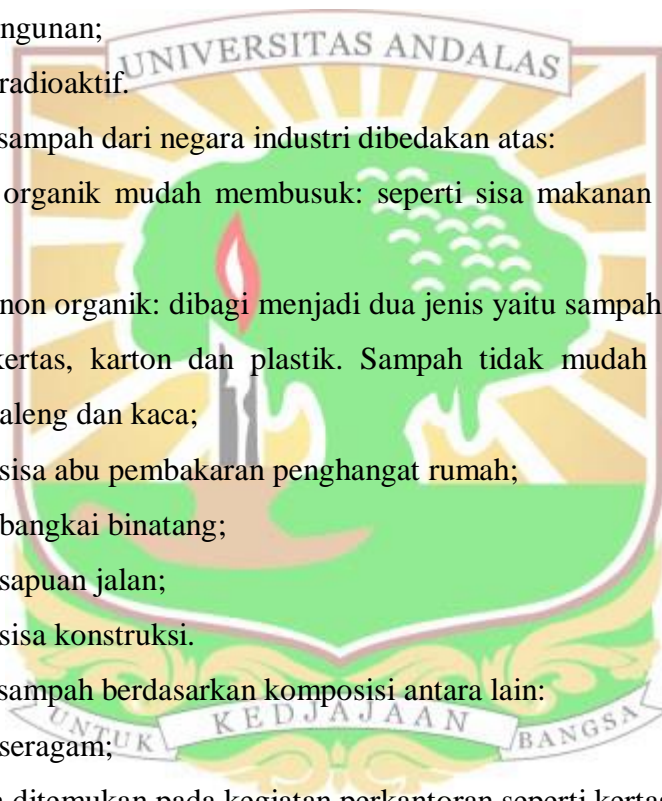 ngunan;
UNIVERSITAS ANDALAS
radioaktif.
sampah dari negara industri dibedakan atas:
organik mudah membusuk: seperti sisa makanan
non organik: dibagi menjadi dua jenis yaitu sampah
kertas, karton dan plastik. Sampah tidak mudah
aleng dan kaca;
sisa abu pembakaran penghangat rumah;
bangkai binatang;
sapuan jalan;
sisa konstruksi.
sampah berdasarkan komposisi antara lain:
UNTUK KEDJAJAAN BANGSA
seragam;
ditemukan pada kegiatan perkantoran seperti kertas